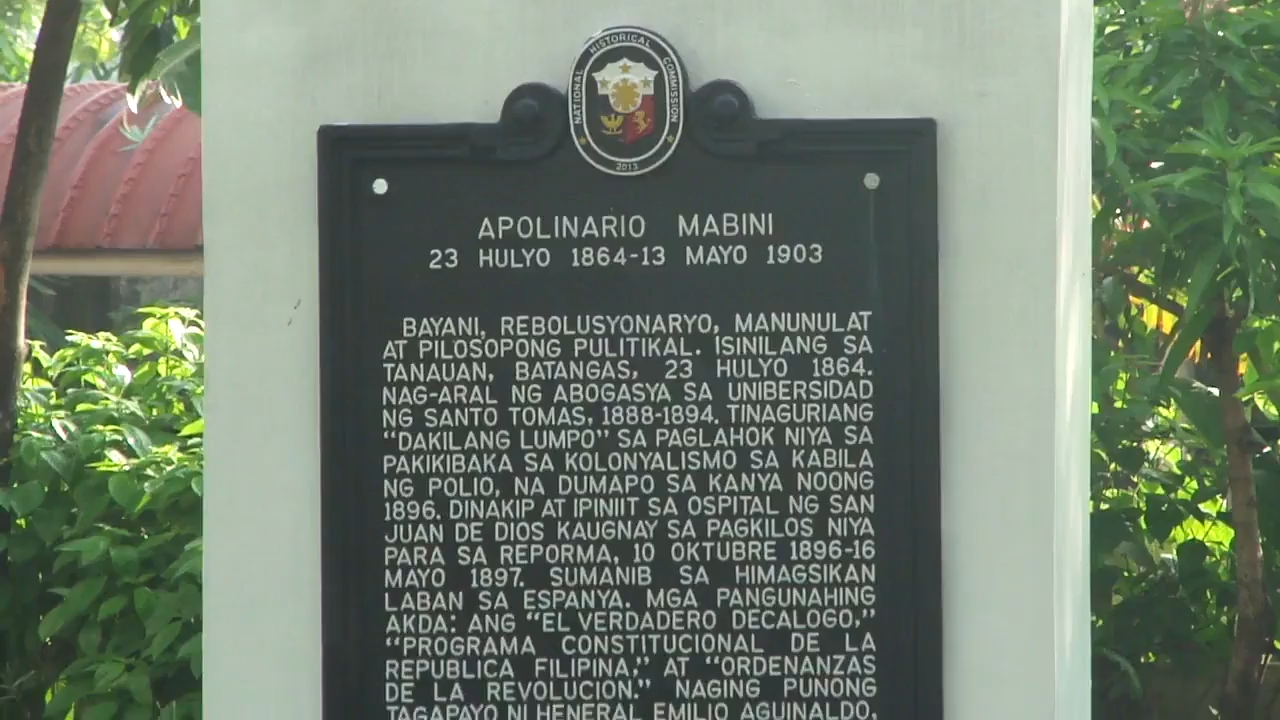 NATIONAL HISTORICAL COMMISSION
2013
APOLINARIO MABINI
23 HULYO 1864-13 MAYO 1903
BAYANI, REBOLUSYONARYO, MANUNULAT
AT PILOSOPONG PULITIKAL. ISINILANG SA
TANAUAN, BATANGAS, 23 HULYO 1864.
NAG-ARAL NG ABOGASYA SA UNIBERSIDAD
NG SANTO TOMAS, 1888-1894. TINAGURIANG
“DAKILANG LUMPO” SA PAGLAHOK NIYA SA
PAKIKIBAKA SA KOLONYALISMO SA KABILA
NG POLIO, NA DUMAPO SA KANYA NOONG
1896. DINAKIP AT IPINIIT SA OSPITAL NG SAN
JUAN DE DIOS KAUGNAY SA PAGKILOS NIYA
PARA SA REPORMA, 10 OKTUBRE 1896-16
MAYO 1897. SUMANIB SA HIMAGSIKAN
LABAN SA ESPANYA. MGA PANGUNAHING
AKDA: ANG “EL VERDADERO DECALOGO,”
“PROGRAMA CONSTITUCIONAL DE LA
REPUBLICA FILIPINA,” AT “ORDENANZAS
DE LA REVOLUCION.” NAGING PUNONG
TAGAPAYO NI HENERAL EMILIO AGUINALDO,